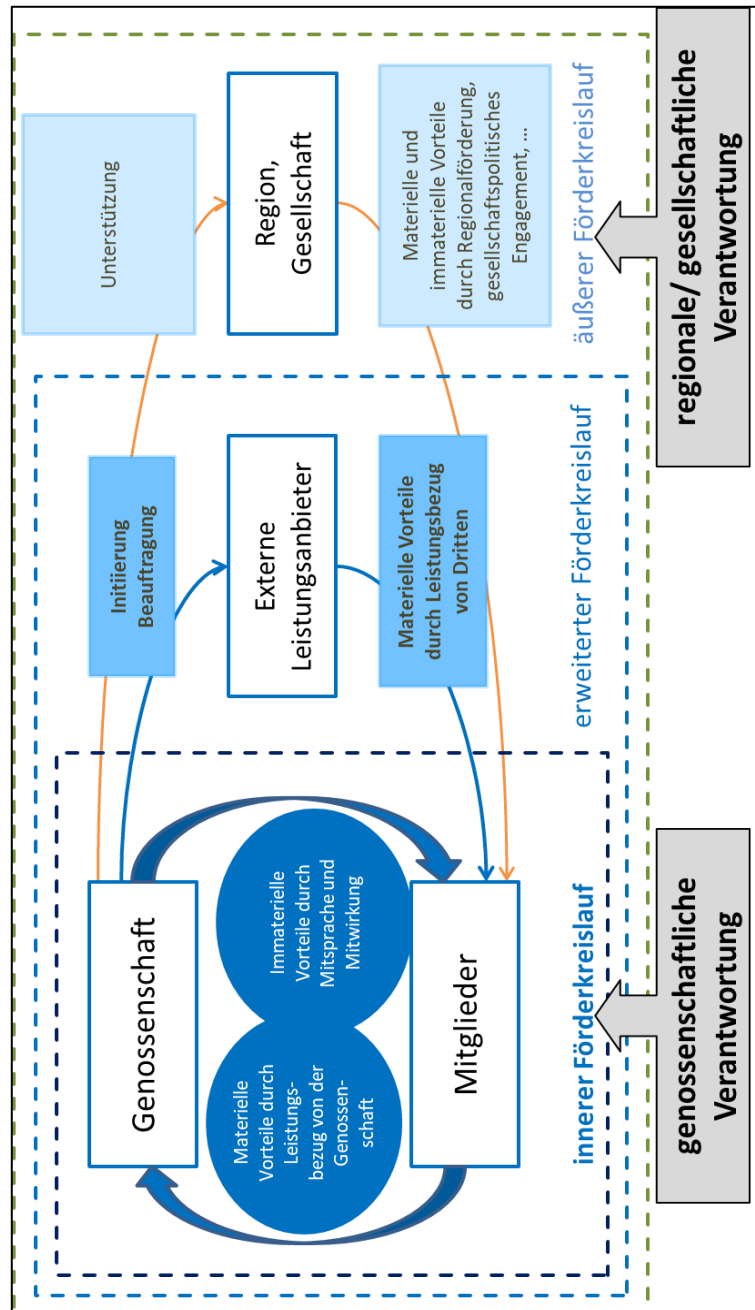 Genossenschaft
Materielle
Vorteile durch
Leistungs-
bezug von der
Genossen-
schaft
Immaterielle
Vorteile durch
Mitsprache und
Mitwirkung
Mitglieder
innerer Förderkreislauf
Initiierung
Beauftragung
Externe
Leistungsanbieter
Materielle Vorteile
durch Leistungsbezug
von Dritten
erweiterter Förderkreislauf
Unterstützung
Region,
Gesellschaft
Materielle und
immaterielle Vorteile
durch Regionalförderung,
gesellschaftspolitisches
Engagement, ...
äußerer Förderkreislauf
genossenschaftliche
Verantwortung
regionale/ gesellschaftliche
Verantwortung